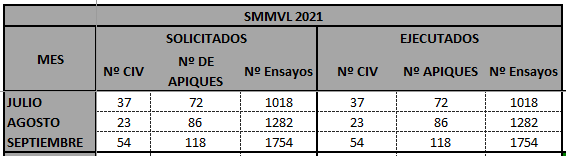 SMMVL 2021
MES SOLICITADOS EJECUTADOS
Nº CIV Nº DE APIQUES Nº Ensayos Nº CIV Nº APIQUES Nº Ensayos
JULIO 37 72 1018 37 72 1018
AGOSTO 23 86 1282 23 86 1282
SEPTIEMBRE 54 118 1754 54 118 1754